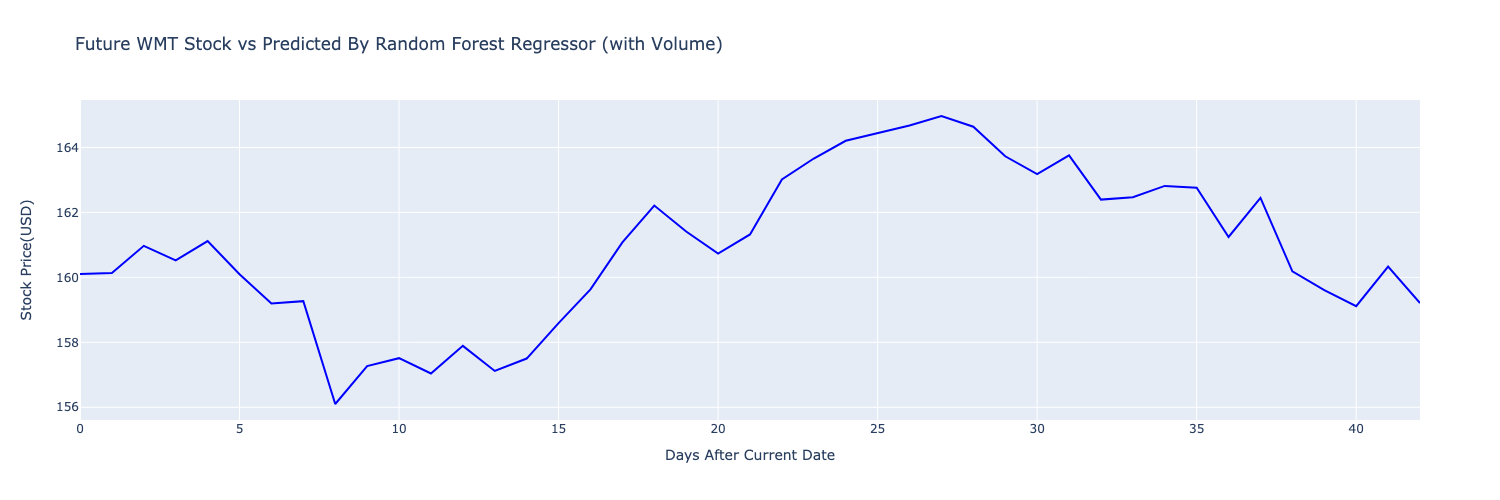 Future WMT Stock vs Predicted By Random Forest Regressor (with Volume)
Stock Price(USD)
164
162
160
158
156
0 5 10 15 20 25 30 35 40
Days After Current Date